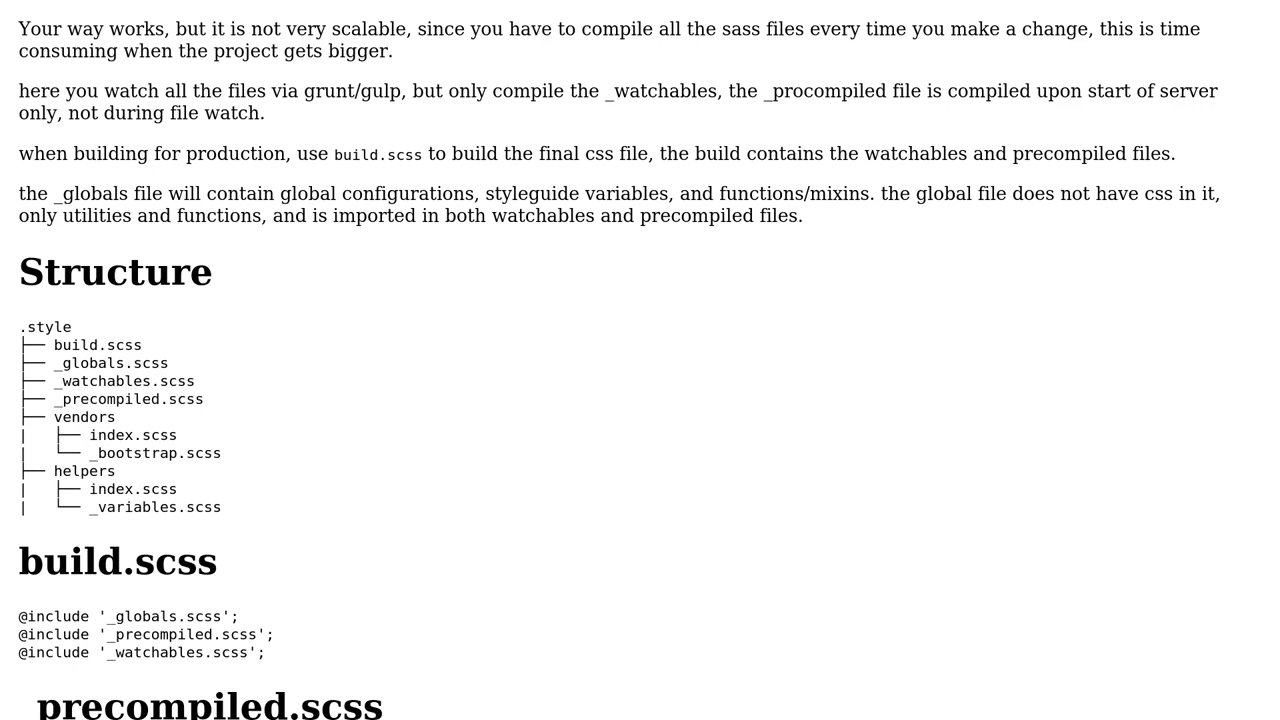 Your way works, but it is not very scalable, since you have to compile all the sass files every time you make a change, this is time
consuming when the project gets bigger.
here you watch all the files via grunt/gulp, but only compile the _watchables, the _procompiled file is compiled upon start of server
only, not during file watch.
when building for production, use build.scss to build the final css file, the build contains the watchables and precompiled files.
the _globals file will contain global configurations, styleguide variables, and functions/mixins. the global file does not have css in it,
only utilities and functions, and is imported in both watchables and precompiled files.
Structure
.style
├── build.scss
├── _globals.scss
├── _watchables.scss
├── _precompiled.scss
├── vendors
|   ├── index.scss
|   └── _bootstrap.scss
├── helpers
|   ├── index.scss
|   └── _variables.scss
build.scss
@include '_globals.scss';
@include '_precompiled.scss';
@include '_watchables.scss';
_precompiled.scss